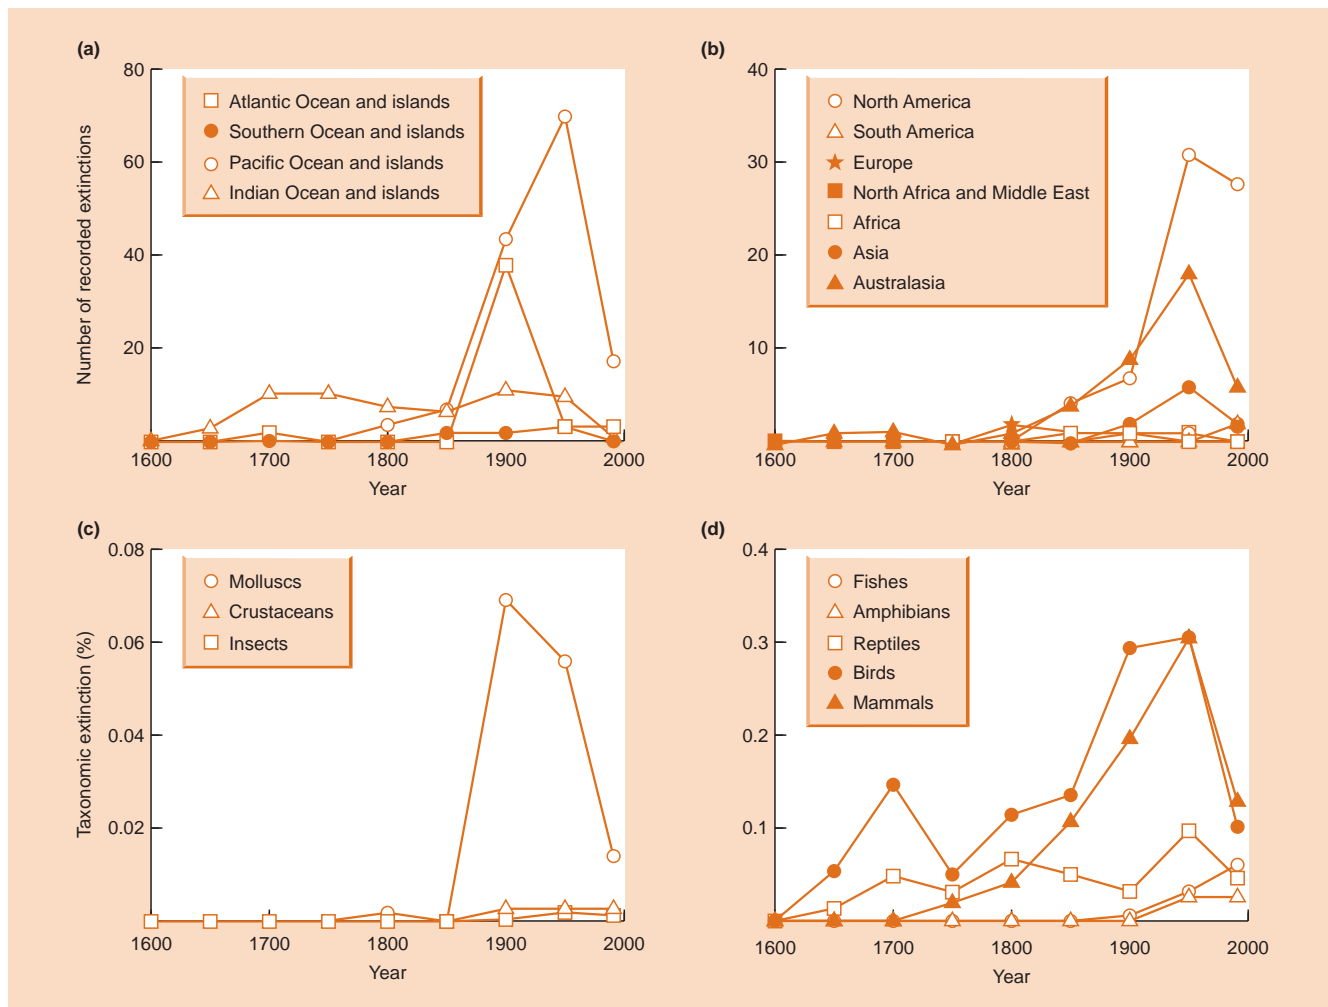 (a)
Number of recorded extinctions
80
60
40
20
Atlantic Ocean and islands
Southern Ocean and islands
Pacific Ocean and islands
Indian Ocean and islands
1600 1700 1800 1900 2000
Year
(b)
40
30
20
10
North America
South America
Europe
North Africa and Middle East
Africa
Asia
Australasia
1600 1700 1800 1900 2000
Year
(c)
Taxonomic extinction (%)
0.08
0.06
0.04
0.02
Molluscs
Crustaceans
Insects
1600 1700 1800 1900 2000
Year
(d)
0.4
0.3
0.2
0.1
Fishes
Amphibians
Reptiles
Birds
Mammals
1600 1700 1800 1900 2000
Year